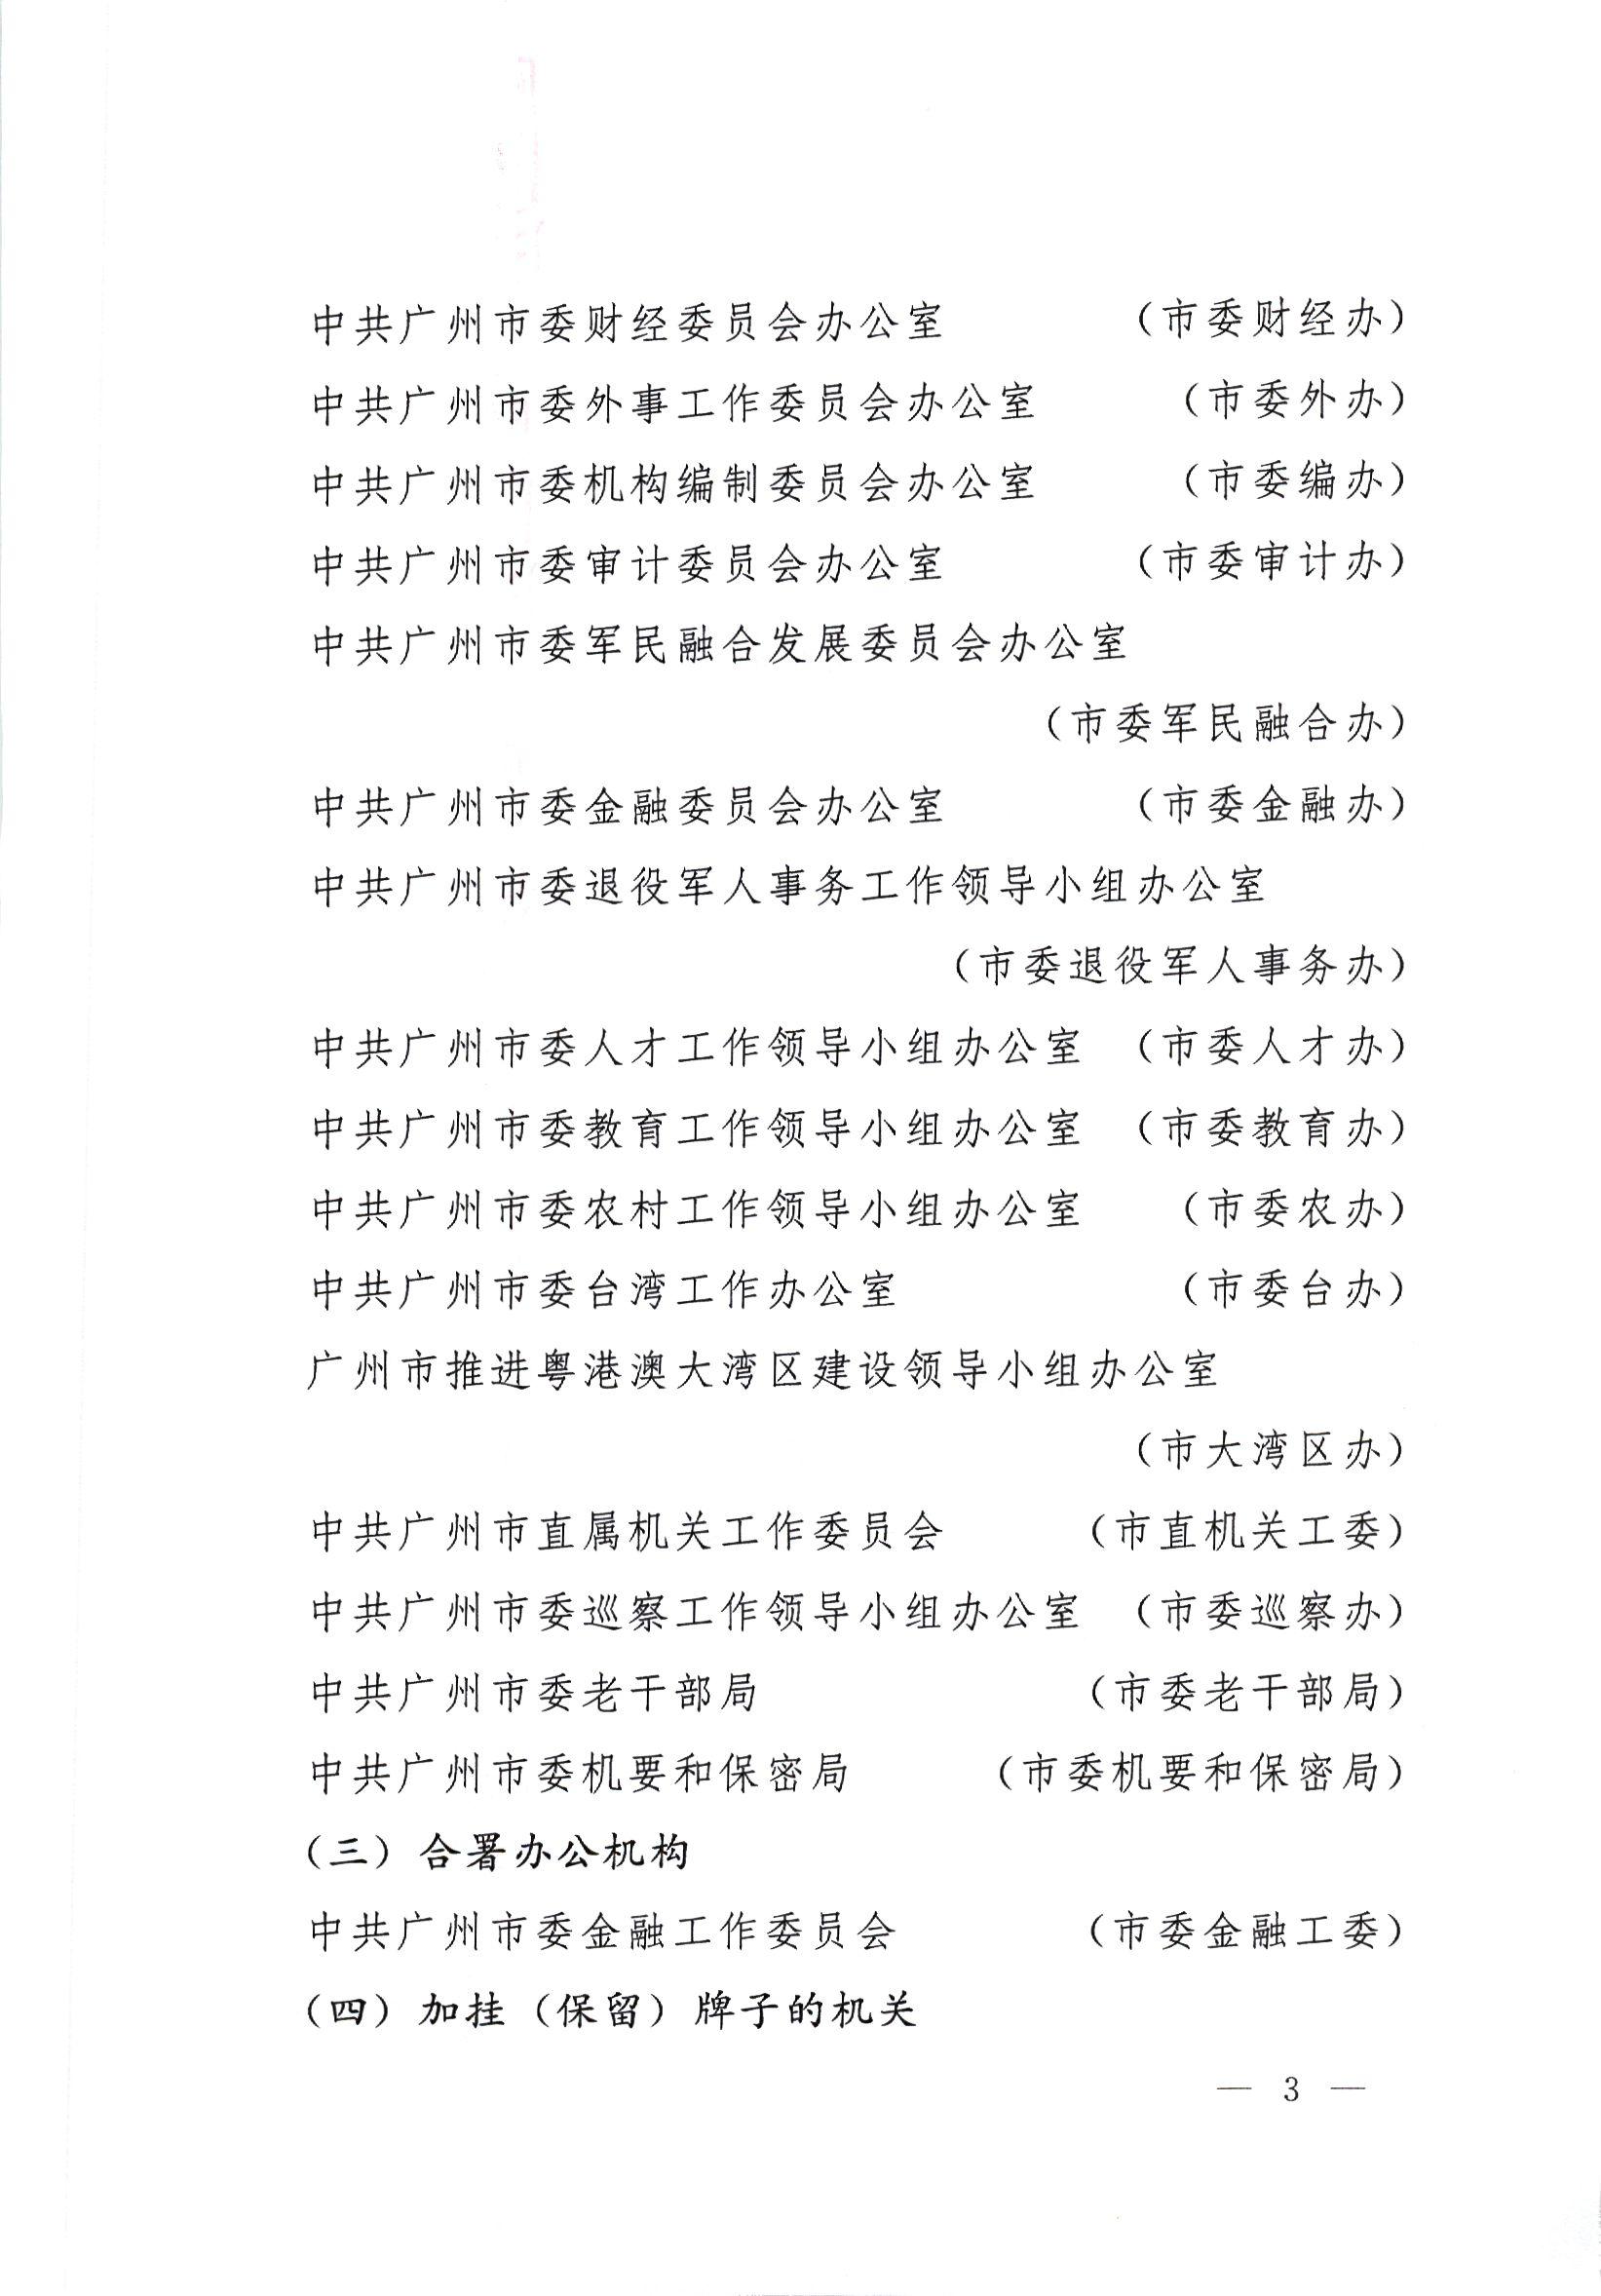 中共广州市委财经委员会办公室 （市委财经办）
中共广州市委外事工作委员会办公室 （市委外办）
中共广州市委机构编制委员会办公室 （市委编办）
中共广州市委审计委员会办公室 （市委审计办）
中共广州市委军民融合发展委员会办公室
（市委军民融合办）
中共广州市委金融委员会办公室 （市委金融办）
中共广州市委退役军人事务工作领导小组办公室
（市委退役军人事务办）
中共广州市委人才工作领导小组办公室 （市委人才办）
中共广州市委教育工作领导小组办公室 （市委教育办）
中共广州市委农村工作领导小组办公室 （市委农办）
中共广州市委台湾工作办公室 （市委台办）
广州市推进粤港澳大湾区建设领导小组办公室
（市大湾区办）
中共广州市直属机关工作委员会 （市直机关工委）
中共广州市委巡察工作领导小组办公室 （市委巡察办）
中共广州市委老干部局 （市委老干部局）
中共广州市委机要和保密局 （市委机要和保密局）
（三）合署办公机构
中共广州市委金融工作委员会 （市委金融工委）
（四）加挂（保留）牌子的机关
— 3 —